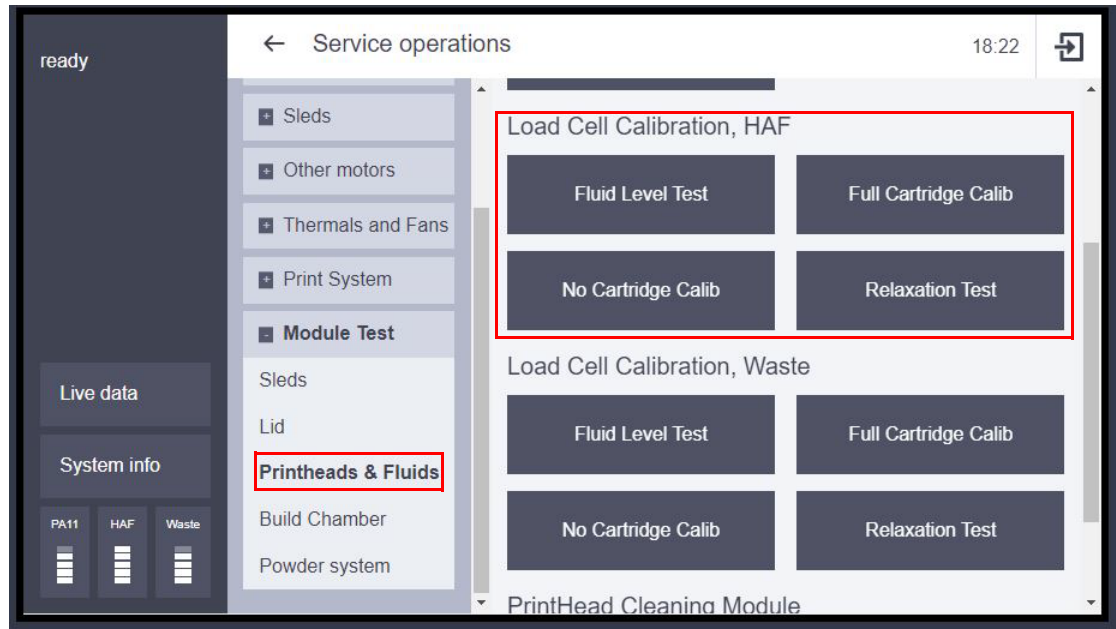 ready
← Service operations
18:22
+ Sleds
+ Other motors
+ Thermals and Fans
+ Print System
- Module Test
Sleds
Lid
Printheads & Fluids
Build Chamber
Powder system
Live data
System info
PA11 HAF Waste
Load Cell Calibration, HAF
Fluid Level Test
Full Cartridge Calib
No Cartridge Calib
Relaxation Test
Load Cell Calibration, Waste
Fluid Level Test
Full Cartridge Calib
No Cartridge Calib
Relaxation Test
PrintHead Cleaning Module